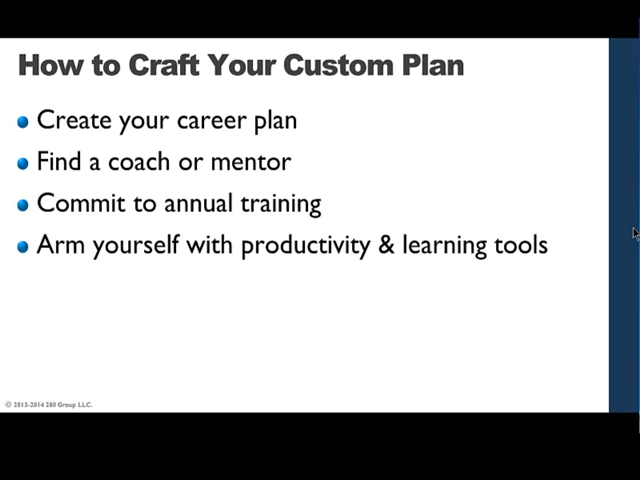 How to Craft Your Custom Plan
Create your career plan
Find a coach or mentor
Commit to annual training
Arm yourself with productivity & learning tools
© 2013-2014 280 Group LLC.